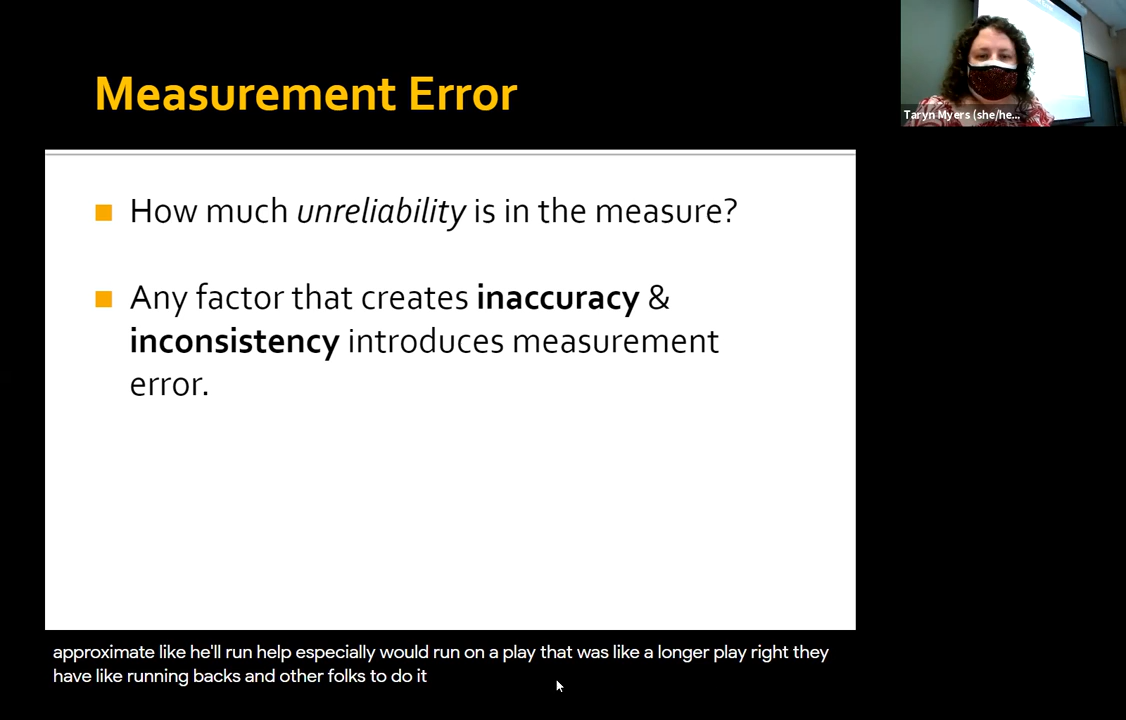 Measurement Error
Taryn Myers (she/he...
How much unreliability is in the measure?
Any factor that creates inaccuracy &
inconsistency introduces measurement
error.
approximate like he'll run help especially would run on a play that was like a longer play right they
have like running backs and other folks to do it